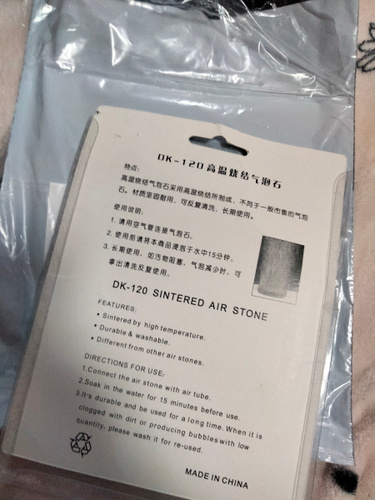 DK-120 高温烧结气泡石
特点:
高温烧结气泡石采用高温烧结所制成，不同于一般市售的气泡
石。材质坚固耐用，可反复清洗，长期使用。
使用说明:
1. 请用空气管连接气泡石。
2. 使用前请将本商品浸泡于水中15分钟。
3. 长期使用，如污物阻塞，气泡减少时，可
拿出清洗反复使用。
DK-120 SINTERED AIR STONE
FEATURES:
• Sintered by high temperature.
• Durable & washable.
• Different from other air stones.
DIRECTIONS FOR USE:
1.Connect the air stone with air tube.
2.Soak in the water for 15 minutes before use.
3.It's durable and be used for a long time. When it is
clogged with dirt or producing bubbles with low
quantity, please wash it for re-used.
MADE IN CHINA